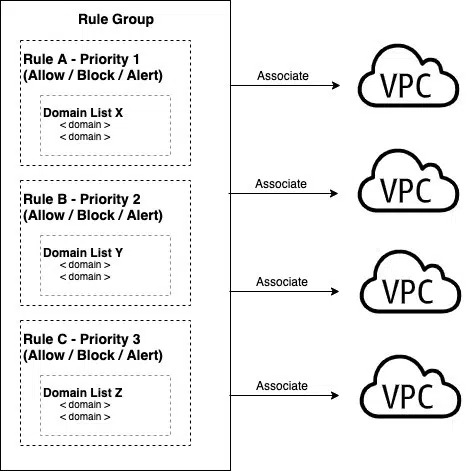 Rule Group
Rule A - Priority 1
(Allow / Block / Alert)
Domain List X
< domain >
< domain >
Rule B - Priority 2
(Allow / Block / Alert)
Domain List Y
< domain >
< domain >
Rule C - Priority 3
(Allow / Block / Alert)
Domain List Z
< domain >
< domain >
Associate
VPC
Associate
VPC
Associate
VPC
Associate
VPC